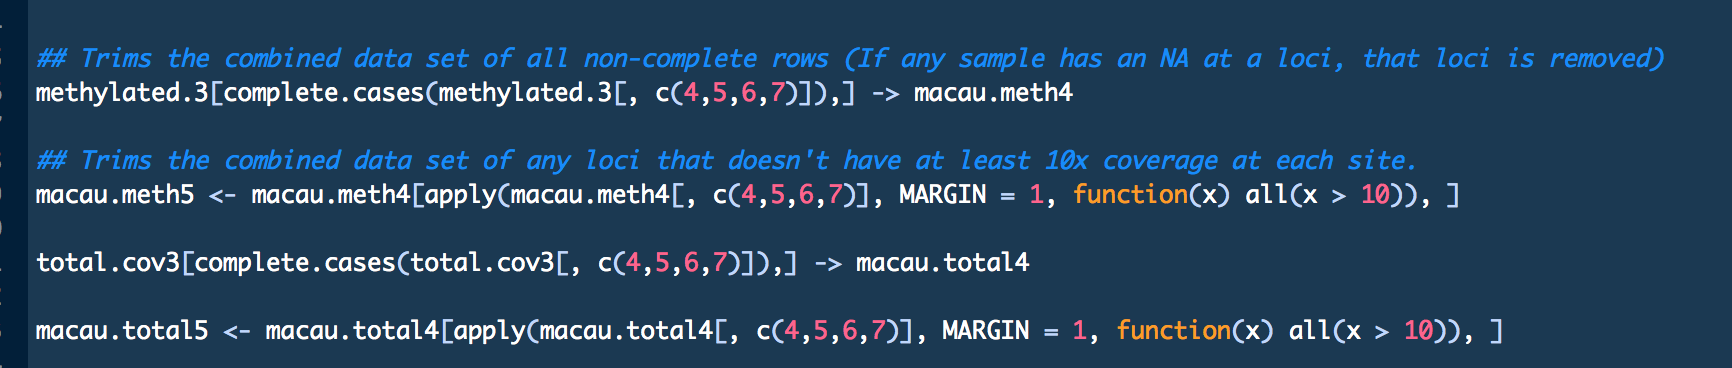 ## Trims the combined data set of all non-complete rows (If any sample has an NA at a loci, that loci is removed)
methylated.3[complete.cases(methylated.3[, c(4,5,6,7)]),] -> macau.meth4
## Trims the combined data set of any loci that doesn't have at least 10x coverage at each site.
macau.meth5 <- macau.meth4[apply(macau.meth4[, c(4,5,6,7)], MARGIN = 1, function(x) all(x > 10)), ]
total.cov3[complete.cases(total.cov3[, c(4,5,6,7)]),] -> macau.total4
macau.total5 <- macau.total4[apply(macau.total4[, c(4,5,6,7)], MARGIN = 1, function(x) all(x > 10)), ]